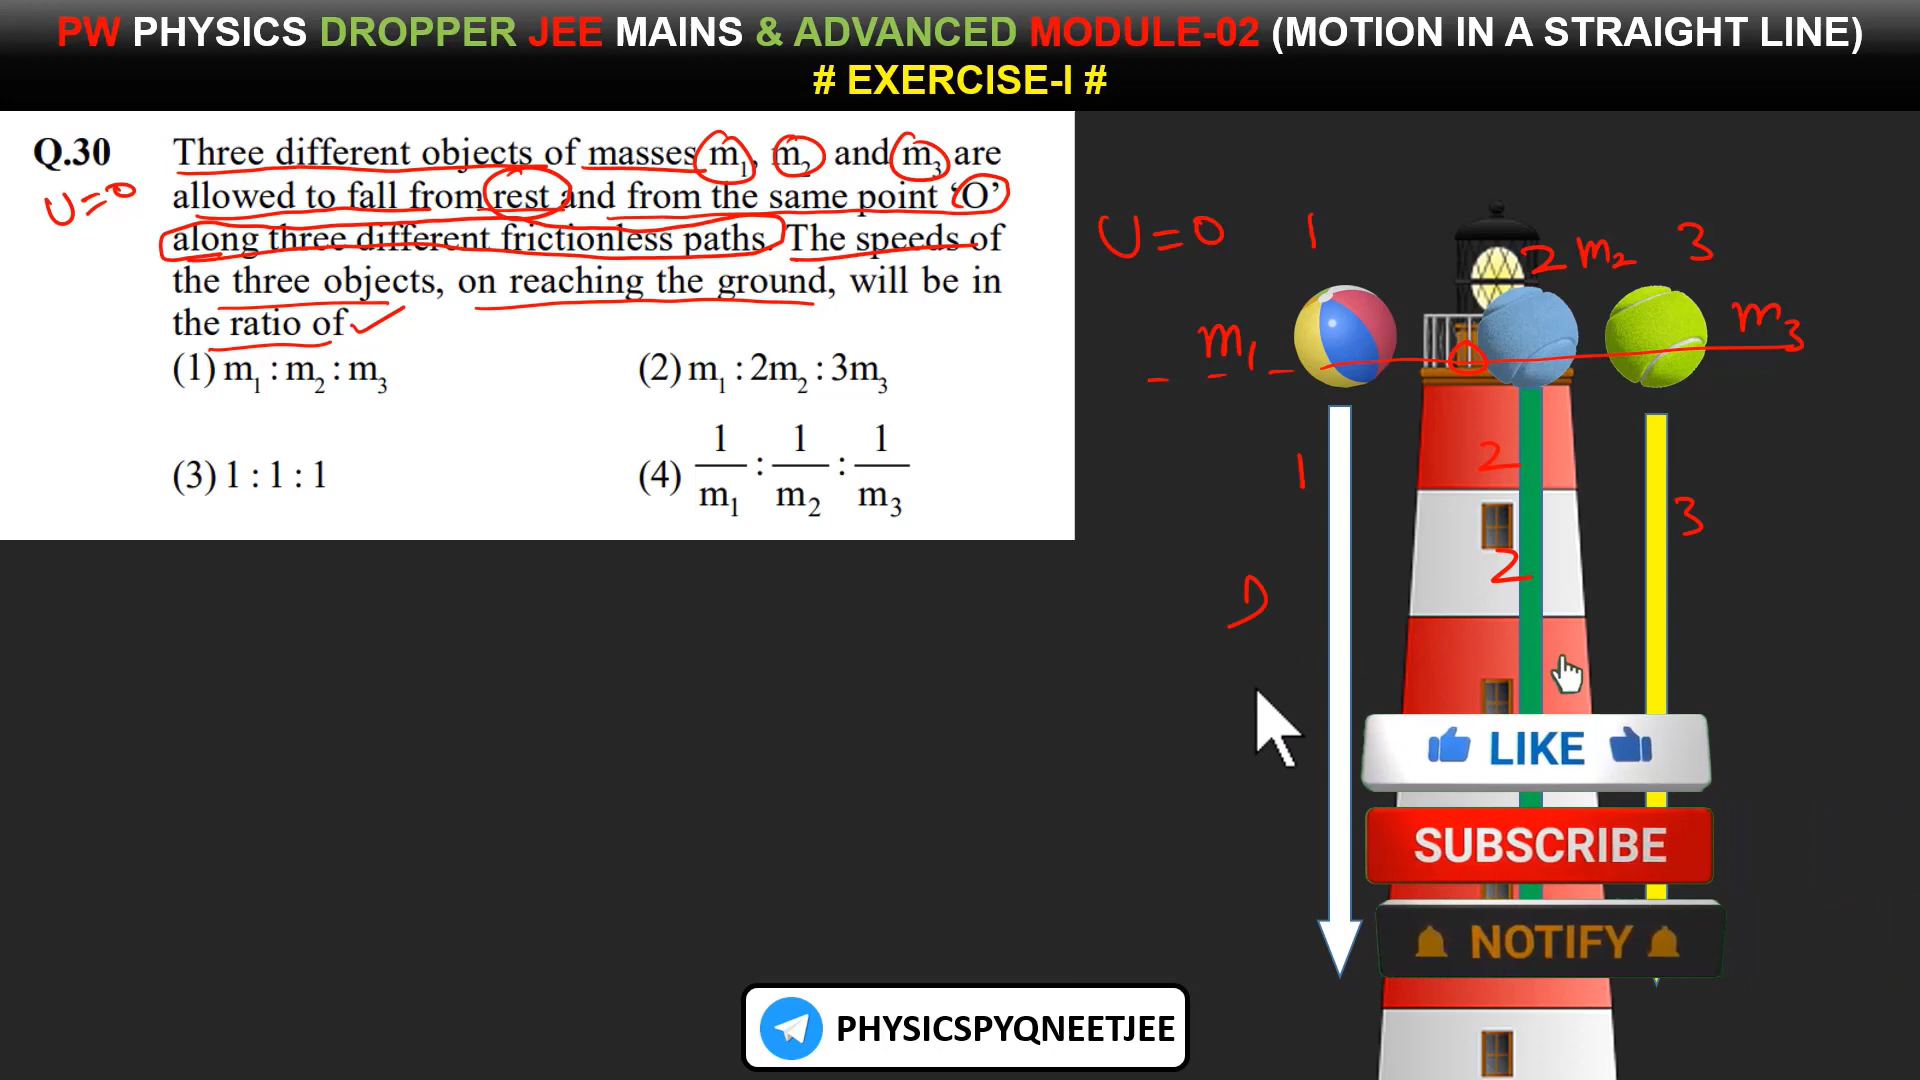 PW PHYSICS DROPPER JEE MAINS & ADVANCED MODULE-02 (MOTION IN A STRAIGHT LINE)
# EXERCISE-I #
Q.30 Three different objects of masses m₁, m₂ and m₃ are
allowed to fall from rest and from the same point ‘O’
along three different frictionless paths. The speeds of
the three objects, on reaching the ground, will be in
the ratio of
(1) m₁ : m₂ : m₃ (2) m₁ : 2m₂ : 3m₃
(3) 1 : 1 : 1 (4) 1/m₁ : 1/m₂ : 1/m₃
U=0
U=0 1 2 m₂ 3
m₁ m₃
1 2 3
2
LIKE
SUBSCRIBE
NOTIFY
PHYSICSPYQNEETJEE